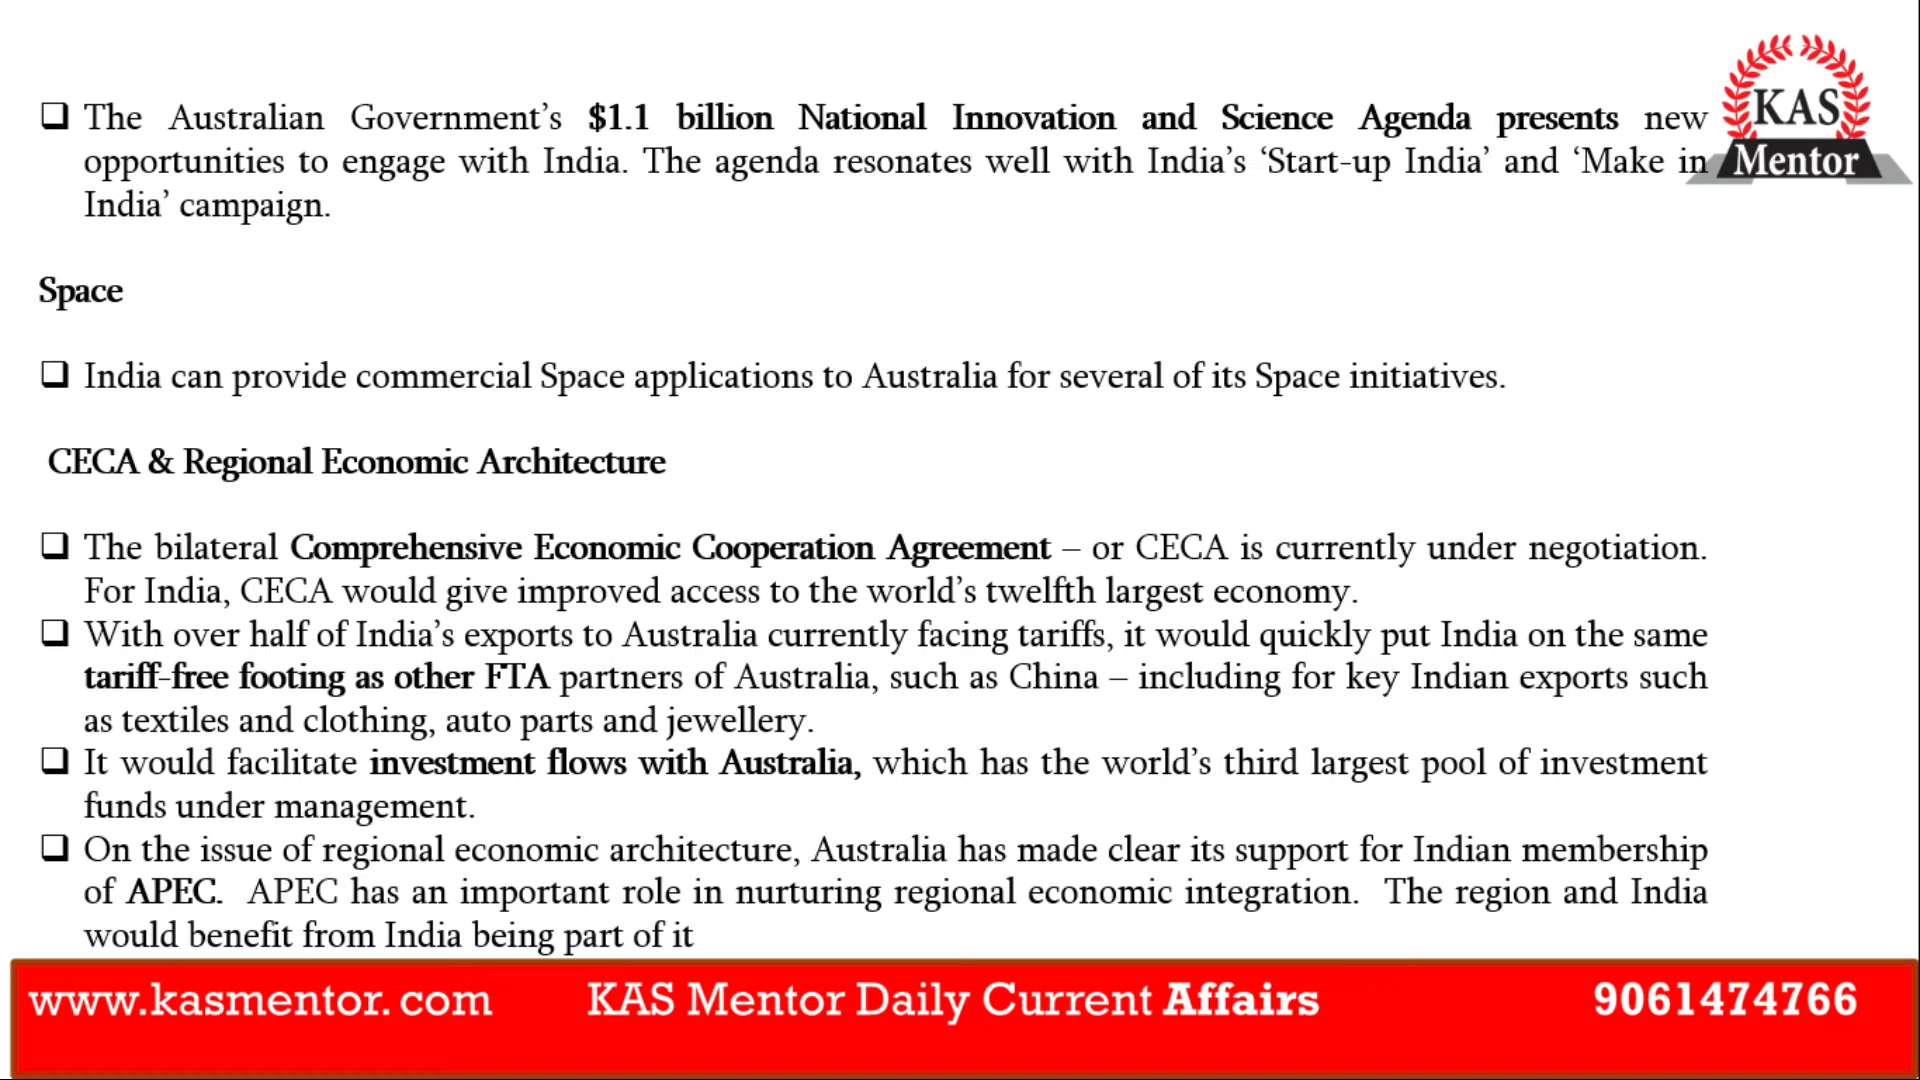 KAS
Mentor
❑ The Australian Government’s $1.1 billion National Innovation and Science Agenda presents new
opportunities to engage with India. The agenda resonates well with India’s ‘Start-up India’ and ‘Make in
India’ campaign.
Space
❑ India can provide commercial Space applications to Australia for several of its Space initiatives.
CECA & Regional Economic Architecture
❑ The bilateral Comprehensive Economic Cooperation Agreement – or CECA is currently under negotiation.
For India, CECA would give improved access to the world’s twelfth largest economy.
❑ With over half of India’s exports to Australia currently facing tariffs, it would quickly put India on the same
tariff-free footing as other FTA partners of Australia, such as China – including for key Indian exports such
as textiles and clothing, auto parts and jewellery.
❑ It would facilitate investment flows with Australia, which has the world’s third largest pool of investment
funds under management.
❑ On the issue of regional economic architecture, Australia has made clear its support for Indian membership
of APEC. APEC has an important role in nurturing regional economic integration. The region and India
would benefit from India being part of it
www.kasmentor. com KAS Mentor Daily Current Affairs 9061474766